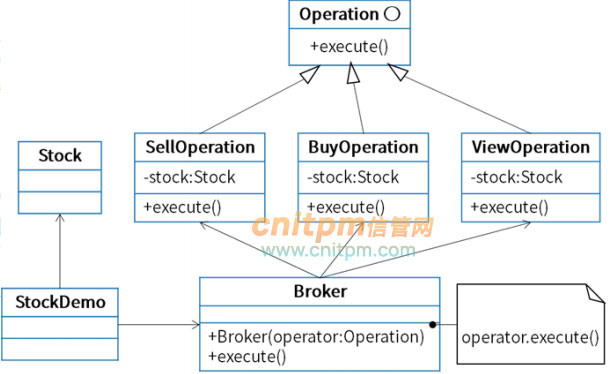 Operation
+execute()
SellOperation
-stock:Stock
+execute()
BuyOperation
-stock:Stock
+execute()
ViewOperation
-stock:Stock
+execute()
Stock
cnitpm信管网
www.cnitpm.com
StockDemo
Broker
+Broker(operator:Operation)
+execute()
operator.execute()